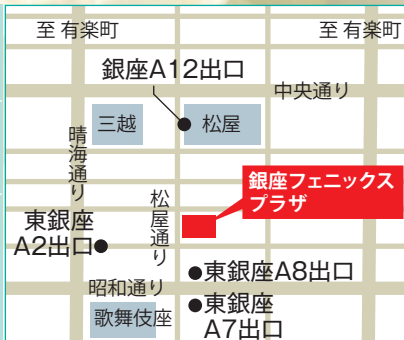 至 有楽町
至 有楽町
銀座A12出口
中央通り
三越
松屋
晴海通り
松屋通り
銀座フェニックス
プラザ
東銀座
A2出口
東銀座A8出口
昭和通り
歌舞伎座
東銀座
A7出口